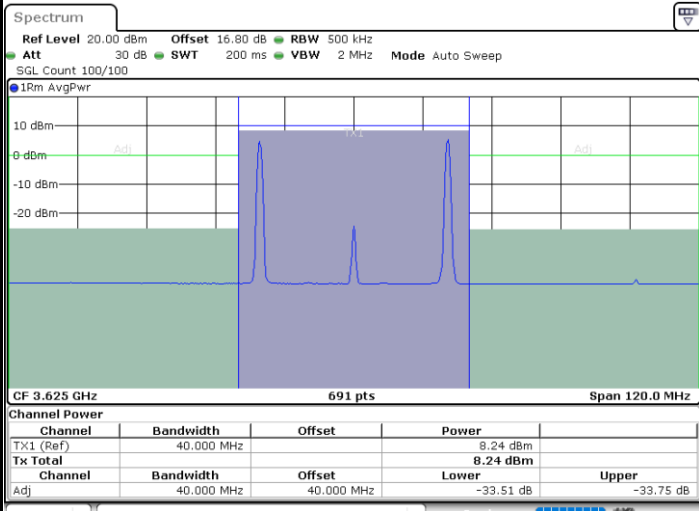 Spectrum
Ref Level 20.00 dBm Offset 16.80 dB RBW 500 kHz
Att 30 dB SWT 200 ms VBW 2 MHz Mode Auto Sweep
SGL Count 100/100
1Rm AvgPwr
10 dBm
TX1
Adj Adj
0 dBm
-10 dBm
-20 dBm
CF 3.625 GHz 691 pts Span 120.0 MHz
Channel Power
Channel Bandwidth Offset Power
TX1 (Ref) 40.000 MHz 8.24 dBm
Tx Total 8.24 dBm
Channel Bandwidth Offset Lower Upper
Adj 40.000 MHz 40.000 MHz -33.51 dB -33.75 dB